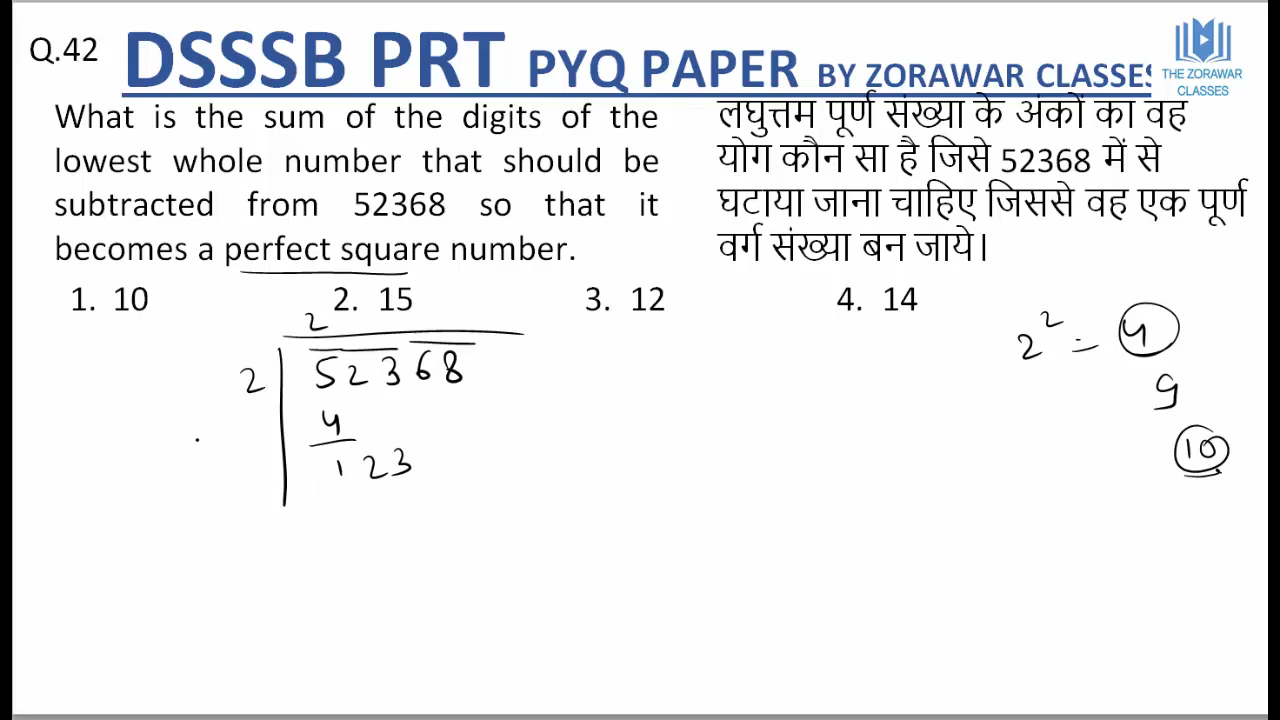 Q.42
DSSSB PRT PYQ PAPER BY ZORAWAR CLASSES
THE ZORAWAR
CLASSES
What is the sum of the digits of the
lowest whole number that should be
subtracted from 52368 so that it
becomes a perfect square number.
लघुत्तम पूर्ण संख्या के अंकों का वह
योग कौन सा है जिसे 52368 में से
घटाया जाना चाहिए जिससे वह एक पूर्ण
वर्ग संख्या बन जाये।
1. 10 2. 15 3. 12 4. 14
2
2 52368
4
123
2² = 4
9
10